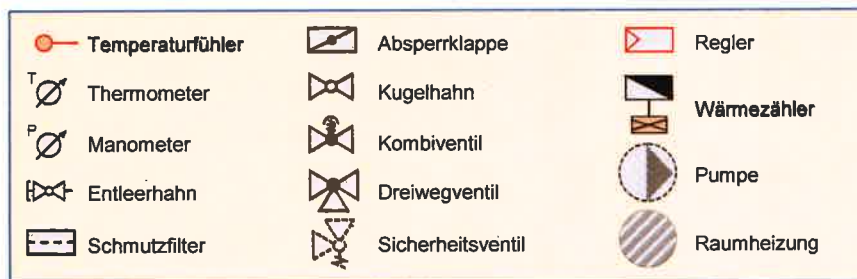 Temperaturfühler
T Thermometer
P Manometer
Entleerhahn
Schmutzfilter
Absperrklappe
Kugelhahn
Kombiventil
Dreiwegventil
Sicherheitsventil
Regler
Wärmezähler
Pumpe
Raumheizung